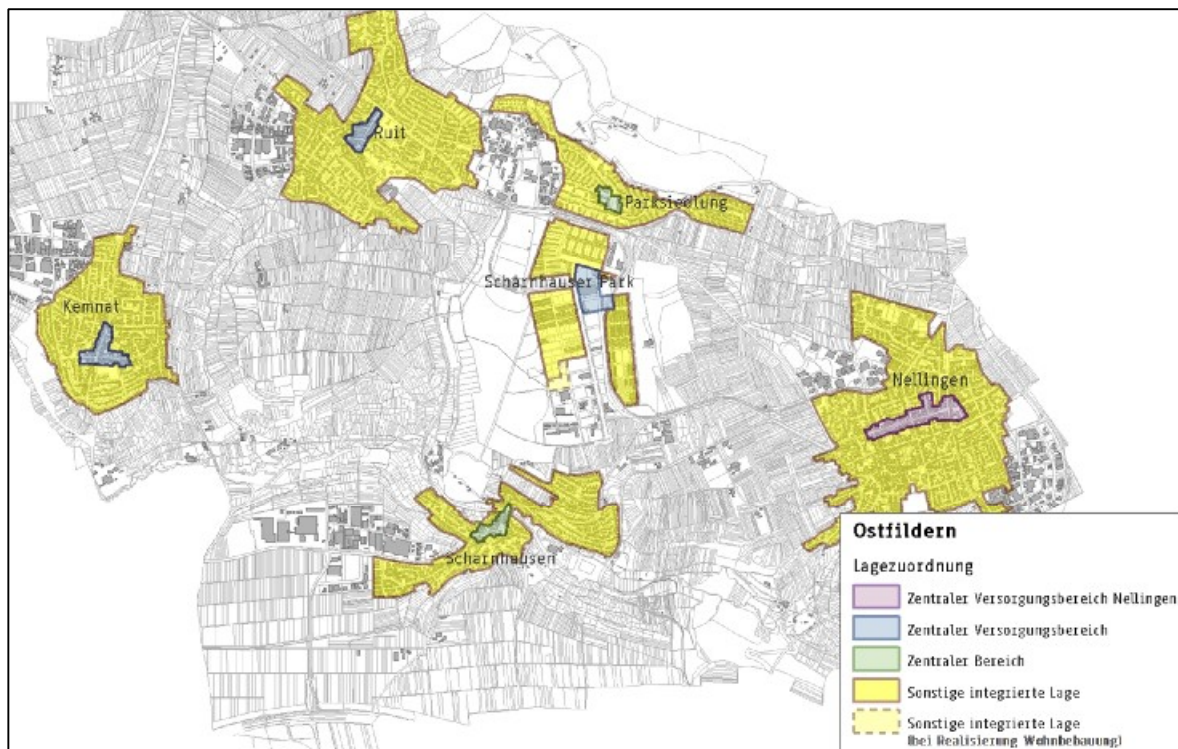 Ruit
Parksiedlung
Scharnhauser Park
Kemnat
Nellingen
Scharnhausen
Ostfildern
Lagezuordnung
Zentraler Versorgungsbereich Nellingen
Zentraler Versorgungsbereich
Zentraler Bereich
Sonstige integrierte Lage
Sonstige integrierte Lage
(bei Realisierung Wohnbebauung)